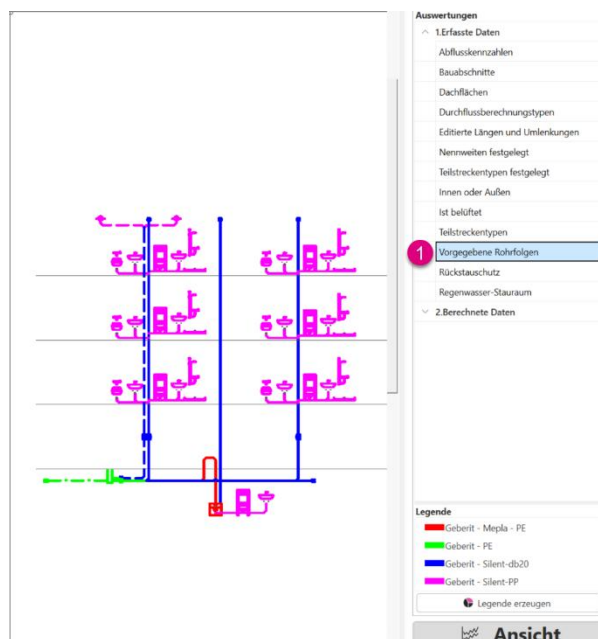 Auswertungen
1.Erfasste Daten
Abflusskennzahlen
Bauabschnitte
Dachflächen
Durchflussberechnungstypen
Editierte Längen und Umlenkungen
Nennweiten festgelegt
Teilstreckentypen festgelegt
Innen oder Außen
Ist belüftet
Teilstreckentypen
1 Vorgegebene Rohrfolgen
Rückstauschutz
Regenwasser-Stauraum
2.Berechnete Daten
Legende
Geberit - Mepla - PE
Geberit - PE
Geberit - Silent-db20
Geberit - Silent-PP
Legende erzeugen
Ansicht